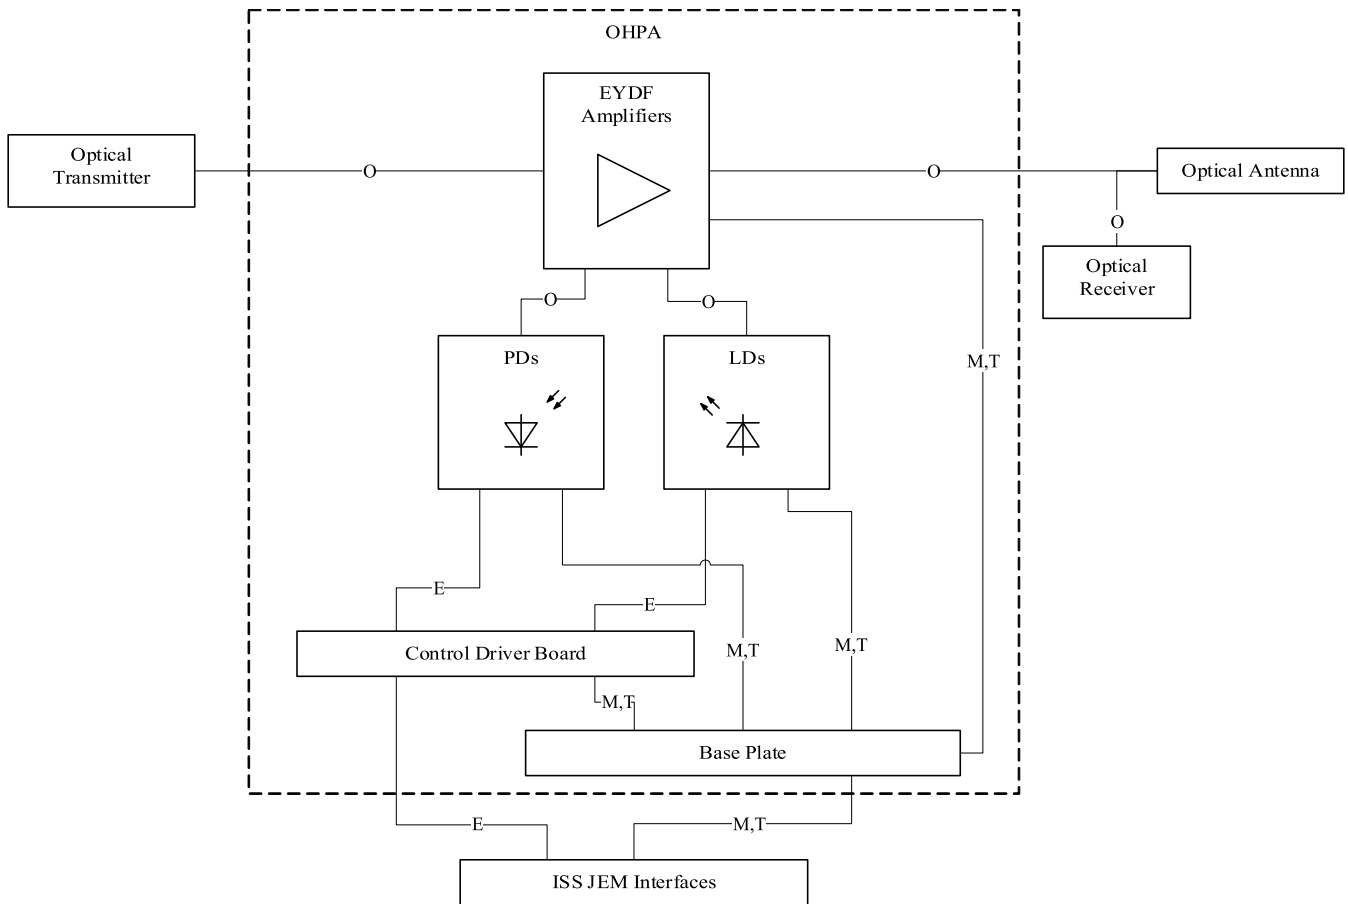 OHPA
EYDF
Amplifiers
Optical
Transmitter
O
O
Optical Antenna
O
Optical
Receiver
O
O
PDs
LDs
M,T
E
E
M,T
M,T
Control Driver Board
M,T
Base Plate
E
M,T
ISS JEM Interfaces